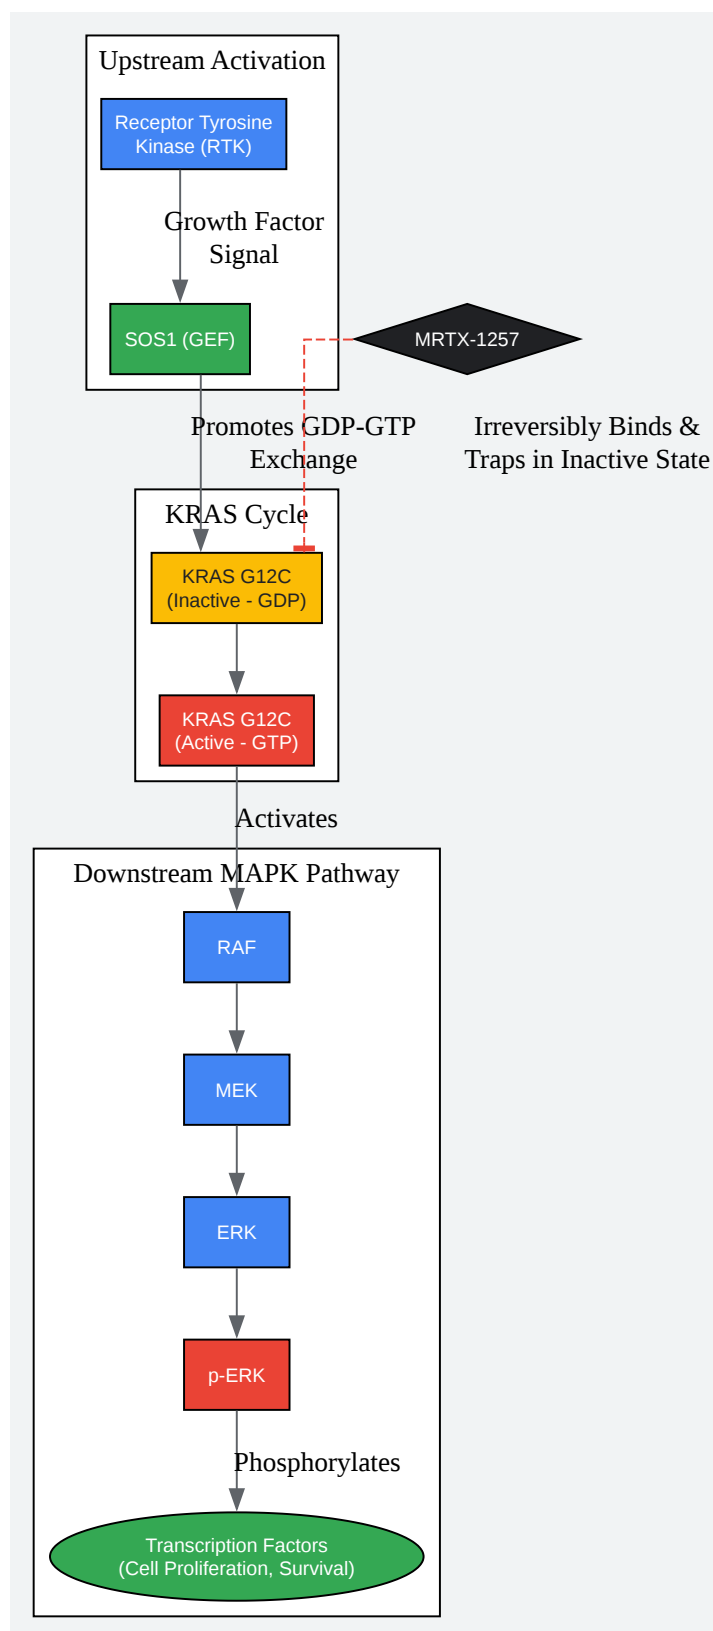 Upstream Activation
Receptor Tyrosine
Kinase (RTK)
Growth Factor
Signal
SOS1 (GEF)
MRTX-1257
Promotes GDP-GTP
Exchange
Irreversibly Binds &
Traps in Inactive State
KRAS Cycle
KRAS G12C
(Inactive - GDP)
KRAS G12C
(Active - GTP)
Activates
Downstream MAPK Pathway
RAF
MEK
ERK
p-ERK
Phosphorylates
Transcription Factors
(Cell Proliferation, Survival)